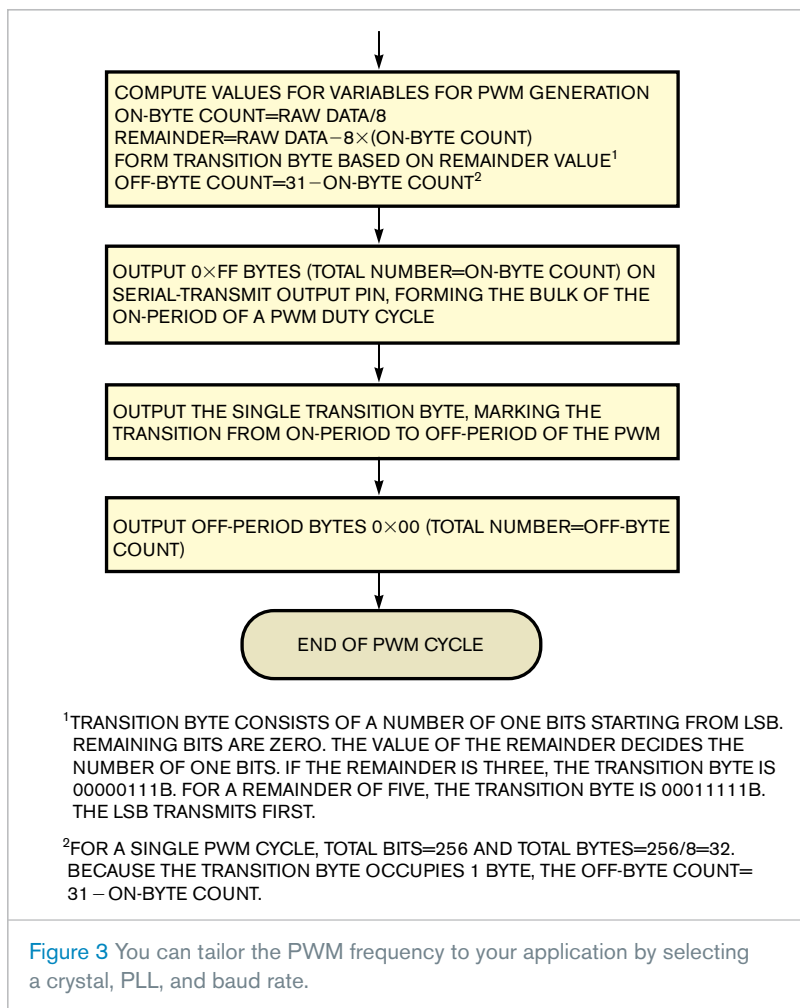 COMPUTE VALUES FOR VARIABLES FOR PWM GENERATION
ON-BYTE COUNT=RAW DATA/8
REMAINDER=RAW DATA−8×(ON-BYTE COUNT)
FORM TRANSITION BYTE BASED ON REMAINDER VALUE¹
OFF-BYTE COUNT=31−ON-BYTE COUNT²
OUTPUT 0×FF BYTES (TOTAL NUMBER=ON-BYTE COUNT) ON
SERIAL-TRANSMIT OUTPUT PIN, FORMING THE BULK OF THE
ON-PERIOD OF A PWM DUTY CYCLE
OUTPUT THE SINGLE TRANSITION BYTE, MARKING THE
TRANSITION FROM ON-PERIOD TO OFF-PERIOD OF THE PWM
OUTPUT OFF-PERIOD BYTES 0×00 (TOTAL NUMBER=OFF-BYTE
COUNT)
END OF PWM CYCLE
¹TRANSITION BYTE CONSISTS OF A NUMBER OF ONE BITS STARTING FROM LSB.
REMAINING BITS ARE ZERO. THE VALUE OF THE REMAINDER DECIDES THE
NUMBER OF ONE BITS. IF THE REMAINDER IS THREE, THE TRANSITION BYTE IS
00000111B. FOR A REMAINDER OF FIVE, THE TRANSITION BYTE IS 00011111B.
THE LSB TRANSMITS FIRST.
²FOR A SINGLE PWM CYCLE, TOTAL BITS=256 AND TOTAL BYTES=256/8=32.
BECAUSE THE TRANSITION BYTE OCCUPIES 1 BYTE, THE OFF-BYTE COUNT=
31−ON-BYTE COUNT.
Figure 3 You can tailor the PWM frequency to your application by selecting
a crystal, PLL, and baud rate.